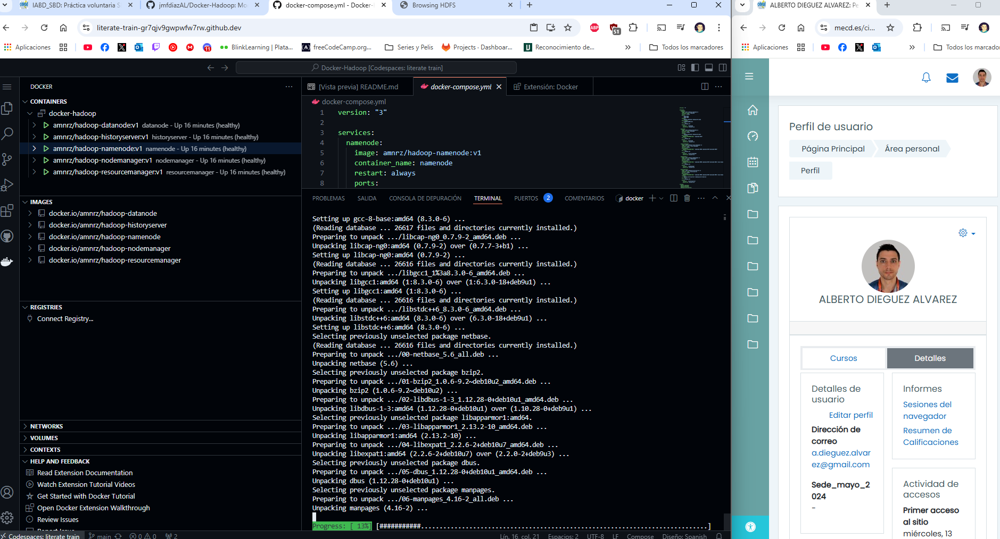 IABD_SBD: Práctica voluntaria S
jmfdiazAL/Docker-Hadoop: Mo
docker-compose.yml - Docker-
Browsing HDFS
literate-train-gr7qjv9gwpwfw7rw.github.dev
ABP
51
Aplicaciones
11
BlinkLearning | Plata...
freeCodeCamp.org...
Series y Pelis
Projects · Dashboar...
Reconocimiento de...
»
Todos los marcadores
Docker-Hadoop [Codespaces: literate train]
DOCKER
CONTAINERS
docker-hadoop
amnrz/hadoop-datanode:v1 datanode - Up 16 minutes (healthy)
amnrz/hadoop-historyserver:v1 historyserver - Up 16 minutes (healthy)
amnrz/hadoop-namenode:v1 namenode - Up 16 minutes (healthy)
amnrz/hadoop-nodemanager:v1 nodemanager - Up 16 minutes (healthy)
amnrz/hadoop-resourcemanager:v1 resourcemanager - Up 16 minutes (healthy)
IMAGES
docker.io/amnrz/hadoop-datanode
docker.io/amnrz/hadoop-historyserver
docker.io/amnrz/hadoop-namenode
docker.io/amnrz/hadoop-nodemanager
docker.io/amnrz/hadoop-resourcemanager
REGISTRIES
Connect Registry...
NETWORKS
VOLUMES
CONTEXTS
HELP AND FEEDBACK
Read Extension Documentation
Watch Extension Tutorial Videos
Get Started with Docker Tutorial
Open Docker Extension Walkthrough
Review Issues
Report Issue
[Vista previa] README.md
docker-compose.yml
Extensión: Docker
docker-compose.yml
1 version: "3"
2
3 services:
4 namenode:
5 image: amnrz/hadoop-namenode:v1
6 container_name: namenode
7 restart: always
8 ports:
PROBLEMAS
SALIDA
CONSOLA DE DEPURACIÓN
TERMINAL
PUERTOS 2
COMENTARIOS
docker
Setting up gcc-8-base:amd64 (8.3.0-6) ...
(Reading database ... 26617 files and directories currently installed.)
Preparing to unpack .../libcap-ng0_0.7.9-2_amd64.deb ...
Unpacking libcap-ng0:amd64 (0.7.9-2) over (0.7.7-3+b1) ...
Setting up libcap-ng0:amd64 (0.7.9-2) ...
(Reading database ... 26616 files and directories currently installed.)
Preparing to unpack .../libgcc1_1%3a8.3.0-6_amd64.deb ...
Unpacking libgcc1:amd64 (1:8.3.0-6) over (1:6.3.0-18+deb9u1) ...
Setting up libgcc1:amd64 (1:8.3.0-6) ...
(Reading database ... 26616 files and directories currently installed.)
Preparing to unpack .../libstdc++6_8.3.0-6_amd64.deb ...
Unpacking libstdc++6:amd64 (8.3.0-6) over (6.3.0-18+deb9u1) ...
Setting up libstdc++6:amd64 (8.3.0-6) ...
Selecting previously unselected package netbase.
(Reading database ... 26616 files and directories currently installed.)
Preparing to unpack .../00-netbase_5.6_all.deb ...
Unpacking netbase (5.6) ...
Selecting previously unselected package bzip2.
Preparing to unpack .../01-bzip2_1.0.6-9.2~deb10u2_amd64.deb ...
Unpacking bzip2 (1.0.6-9.2~deb10u2) ...
Preparing to unpack .../02-libdbus-1-3_1.12.28-0+deb10u1_amd64.deb ...
Unpacking libdbus-1-3:amd64 (1.12.28-0+deb10u1) over (1.10.28-0+deb9u1) ...
Selecting previously unselected package libapparmor1:amd64.
Preparing to unpack .../03-libapparmor1_2.13.2-10_amd64.deb ...
Unpacking libapparmor1:amd64 (2.13.2-10) ...
Preparing to unpack .../04-libexpat1_2.2.6-2+deb10u7_amd64.deb ...
Unpacking libexpat1:amd64 (2.2.6-2+deb10u7) over (2.2.0-2+deb9u3) ...
Selecting previously unselected package dbus.
Preparing to unpack .../05-dbus_1.12.28-0+deb10u1_amd64.deb ...
Unpacking dbus (1.12.28-0+deb10u1) ...
Selecting previously unselected package manpages.
Preparing to unpack .../06-manpages_4.16-2_all.deb ...
Unpacking manpages (4.16-2) ...
Progress: [ 13%] [###########.............................................................................]
Codespaces: literate train
main
0 0
2
Lín. 16, col. 21
Espacios: 2
UTF-8
LF
Compose
Diseño: Spanish
ALBERTO DIEGUEZ ALVAREZ: Pe
mecd.es/ci...
Aplicaciones
»
Todos los marcador
Perfil de usuario
Página Principal
Área personal
Perfil
ALBERTO DIEGUEZ ALVAREZ
Cursos
Detalles
Detalles de
usuario
Editar perfil
Dirección de
correo
a.dieguez.alvar
ez@gmail.com
Sede_mayo_2
024
-
Informes
Sesiones del
navegador
Resumen de
Calificaciones
Actividad de
accesos
Primer acceso
al sitio
miércoles, 13